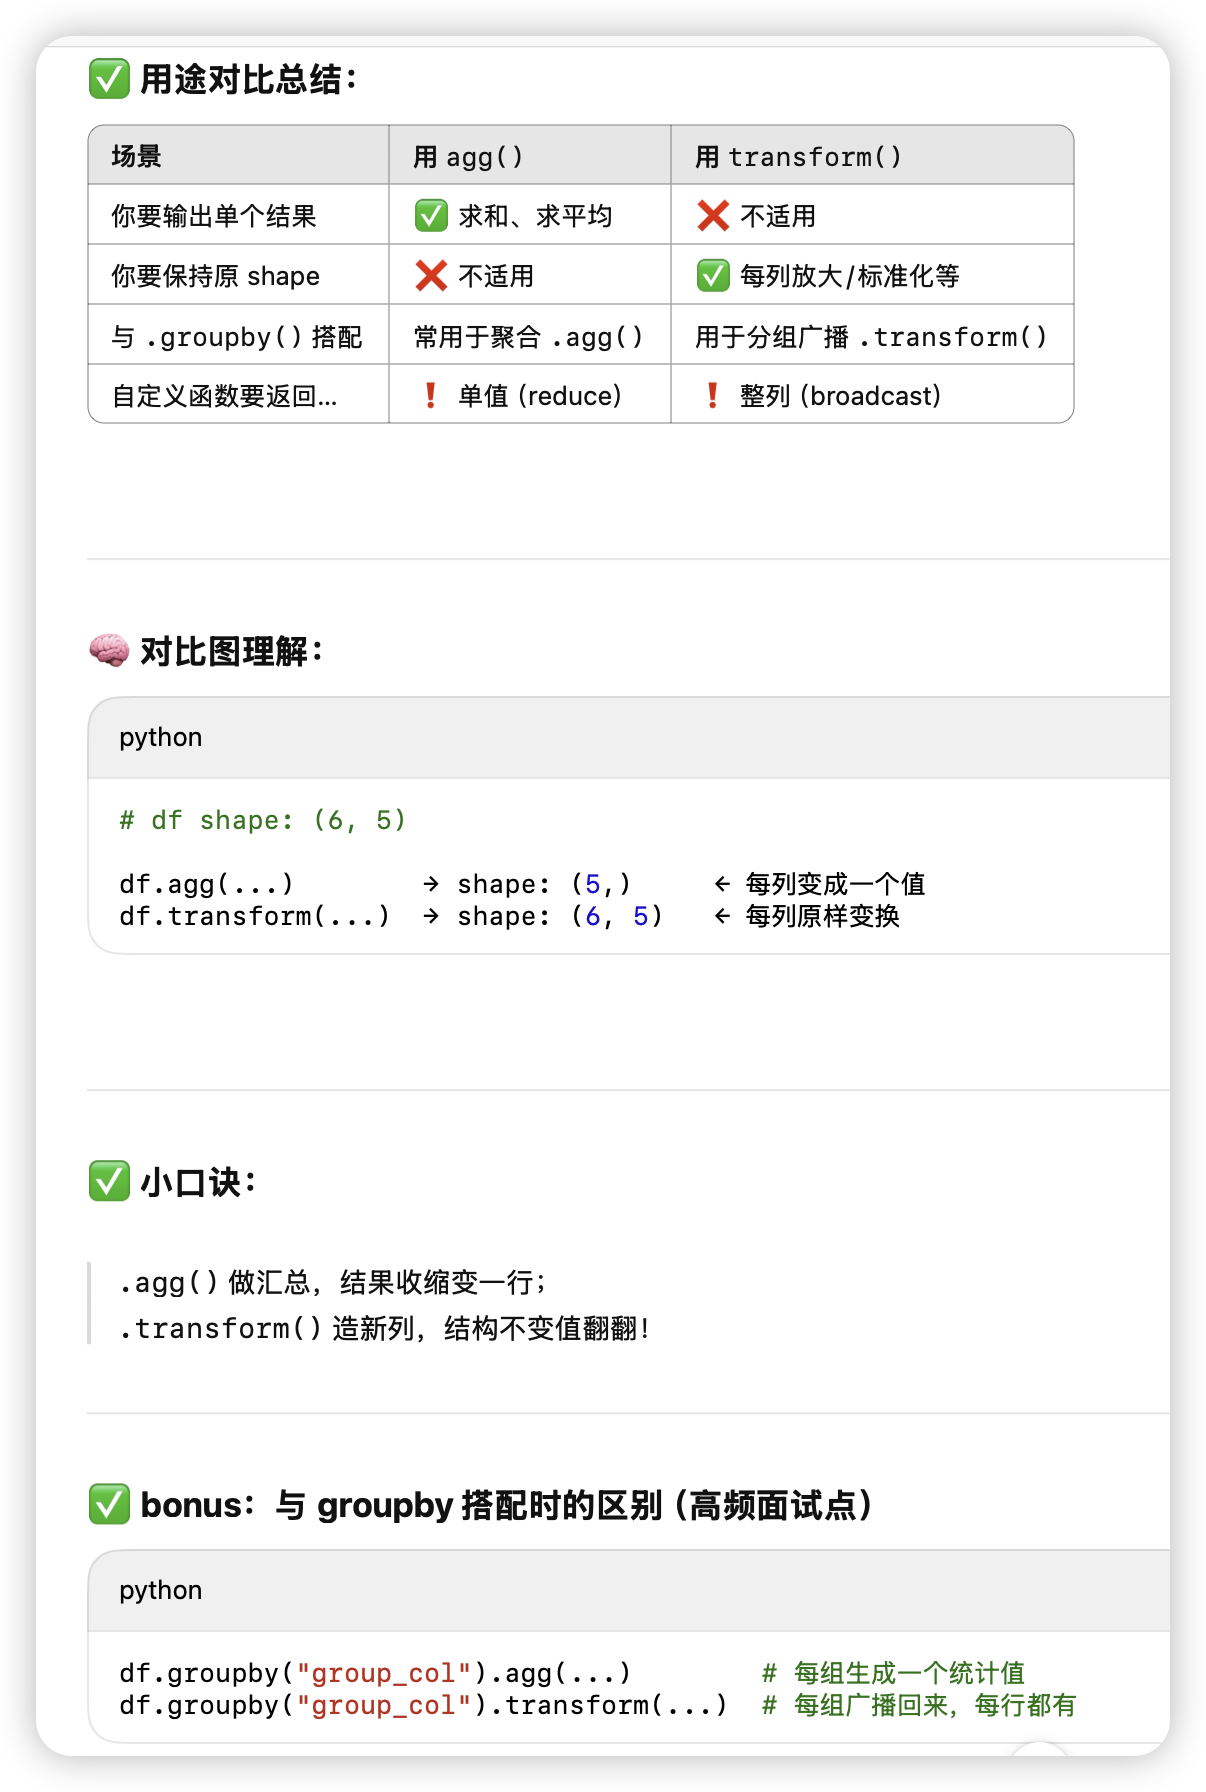 ✅ 用途对比总结：
场景 用 agg() 用 transform()
你要输出单个结果 ✅ 求和、求平均 ❌ 不适用
你要保持原 shape ❌ 不适用 ✅ 每列放大/标准化等
与 .groupby() 搭配 常用于聚合 .agg() 用于分组广播 .transform()
自定义函数要返回... ❗ 单值 (reduce) ❗ 整列 (broadcast)
🧠 对比图理解：
python
# df shape: (6, 5)
df.agg(...) → shape: (5,) ← 每列变成一个值
df.transform(...) → shape: (6, 5) ← 每列原样变换
✅ 小口诀：
.agg() 做汇总，结果收缩变一行；
.transform() 造新列，结构不变值翻翻！
✅ bonus：与 groupby 搭配时的区别（高频面试点）
python
df.groupby("group_col").agg(...) # 每组生成一个统计值
df.groupby("group_col").transform(...) # 每组广播回来，每行都有